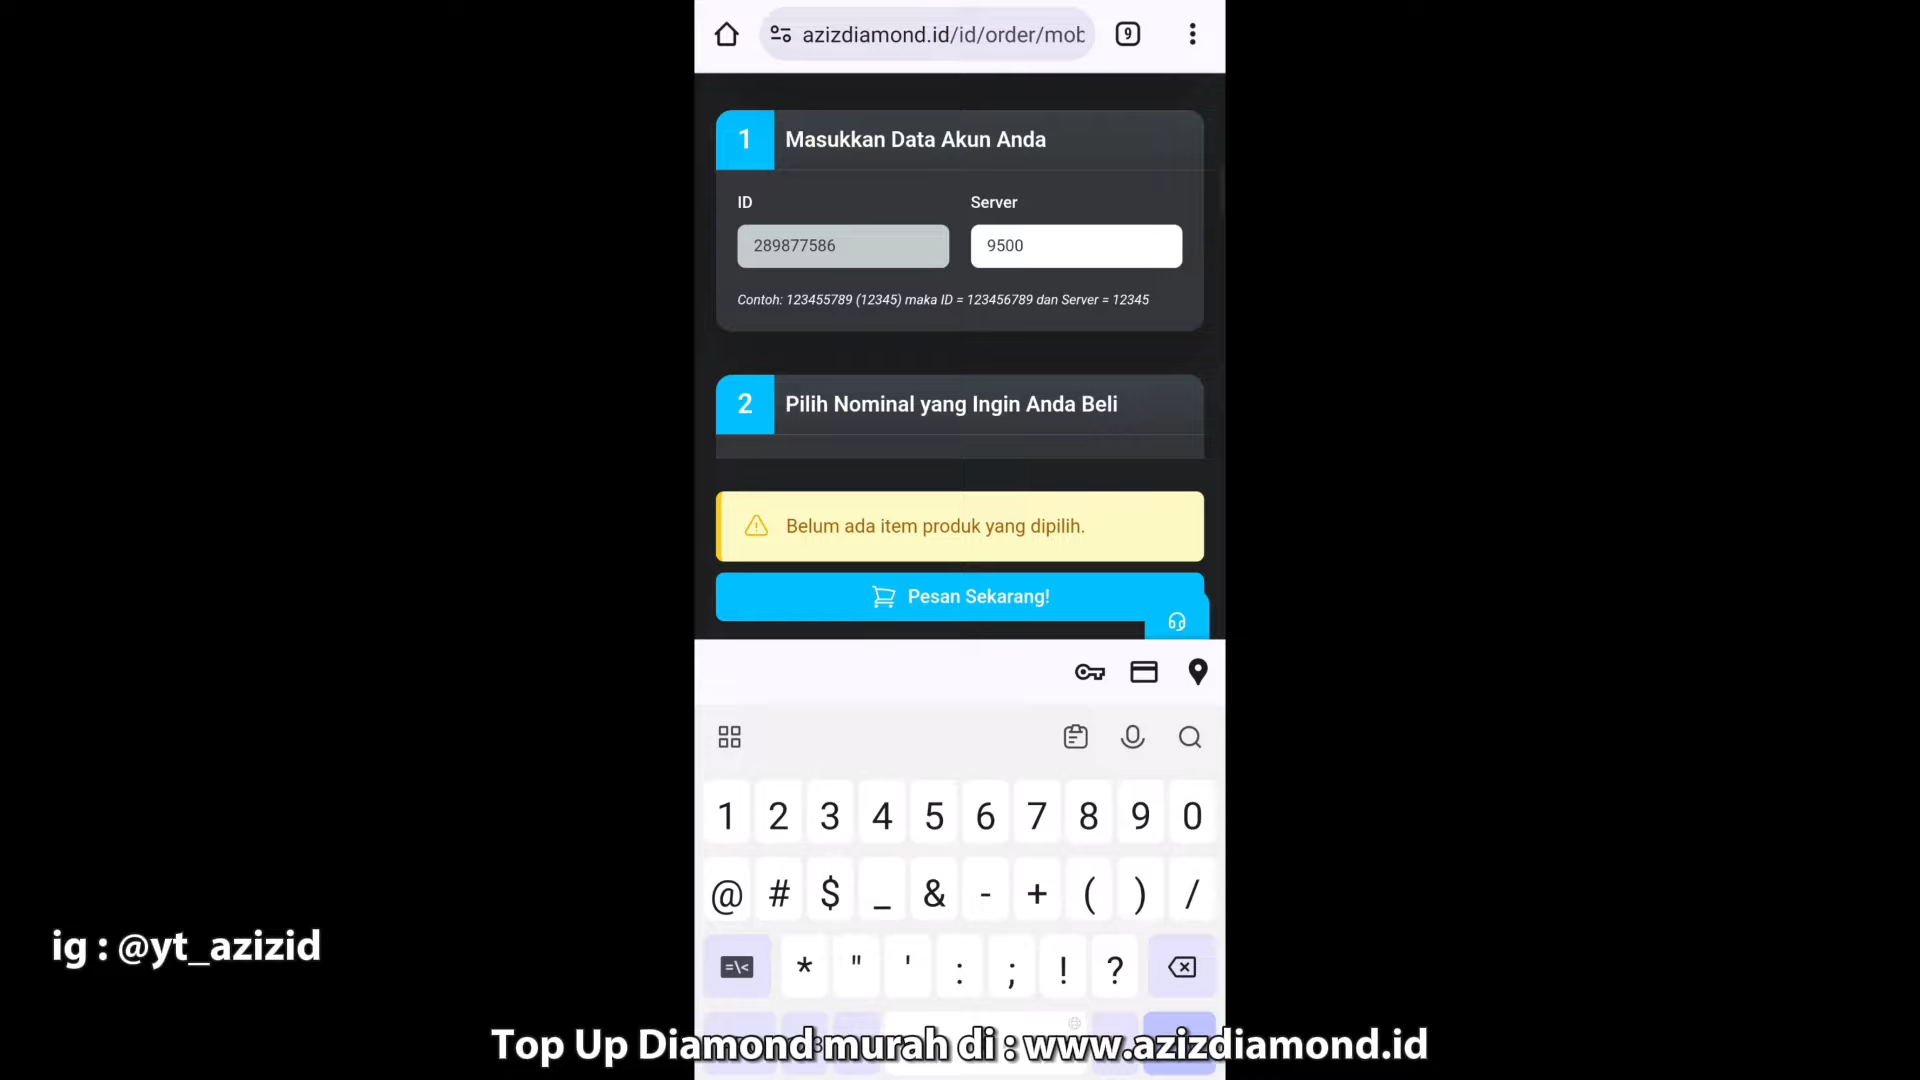 azizdiamond.id/id/order/mob
9
1
Masukkan Data Akun Anda
ID
Server
289877586
9500
Contoh: 123455789 (12345) maka ID = 123456789 dan Server = 12345
2
Pilih Nominal yang Ingin Anda Beli
Belum ada item produk yang dipilih.
Pesan Sekarang!
1 2 3 4 5 6 7 8 9 0
@ # $ _ & - + ( ) /
=\< * " ' : ; ! ?
ig : @yt_azizid
Top Up Diamond murah di : www.azizdiamond.id